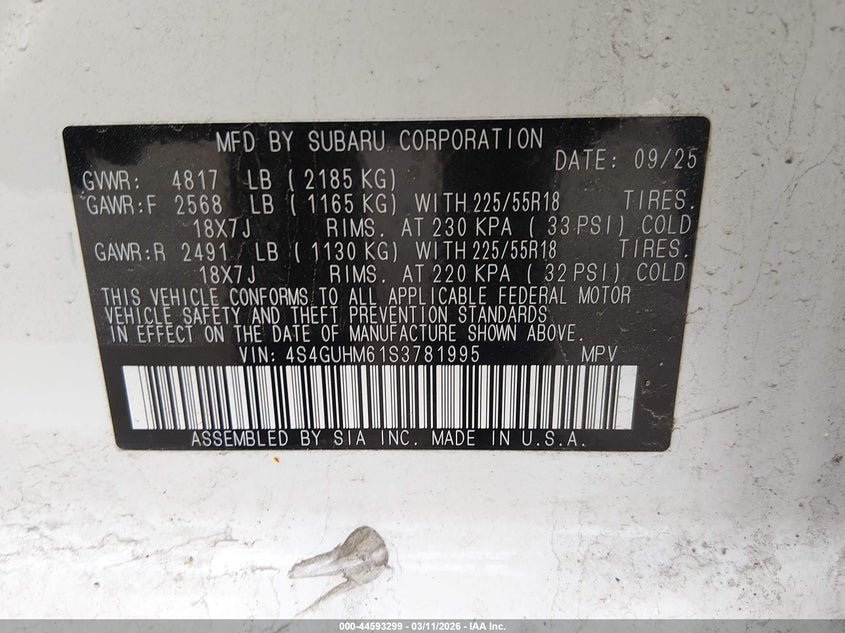 MFD BY SUBARU CORPORATION
DATE: 09/25
GVWR: 4817 LB ( 2185 KG)
GAWR:F 2568 LB ( 1165 KG) WITH 225/55R18 TIRES.
18X7J RIMS. AT 230 KPA ( 33 PSI) COLD
GAWR:R 2491 LB ( 1130 KG) WITH 225/55R18 TIRES.
18X7J RIMS. AT 220 KPA ( 32 PSI) COLD
THIS VEHICLE CONFORMS TO ALL APPLICABLE FEDERAL MOTOR
VEHICLE SAFETY AND THEFT PREVENTION STANDARDS
IN EFFECT ON THE DATE OF MANUFACTURE SHOWN ABOVE.
VIN: 4S4GUHM61S3781995 MPV
ASSEMBLED BY SIA INC. MADE IN U.S.A.
000-44593299 - 03/11/2026 - IAA Inc.